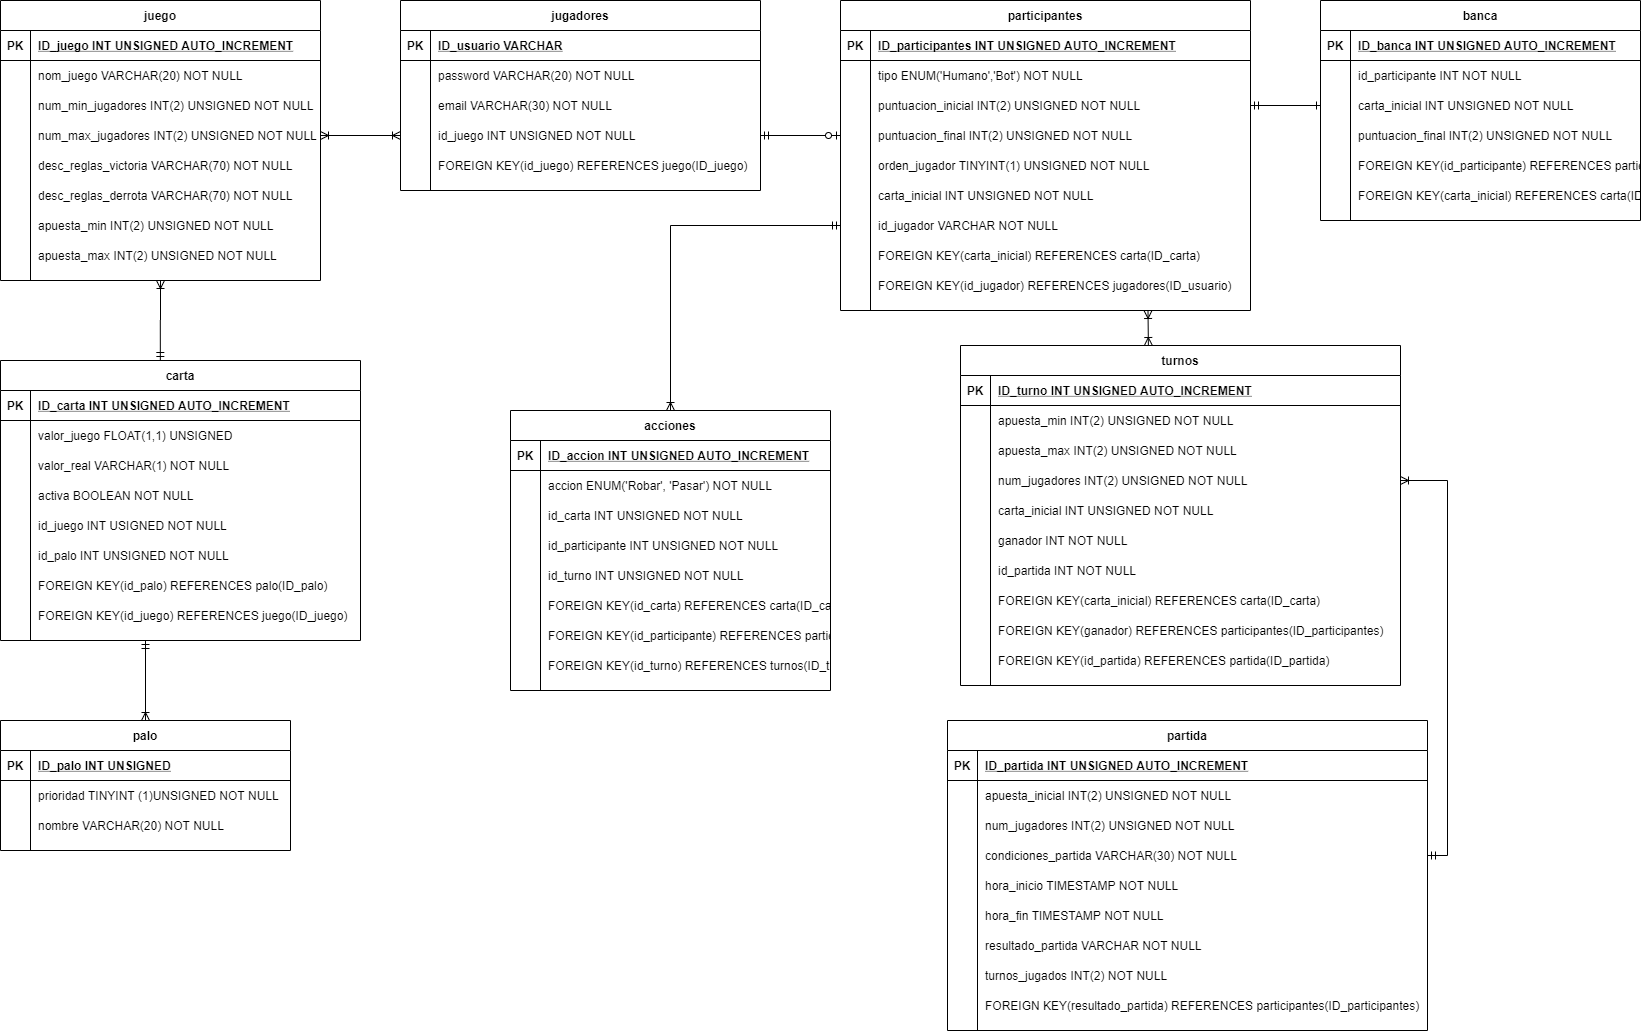 juego
PK ID_juego INT UNSIGNED AUTO_INCREMENT
nom_juego VARCHAR(20) NOT NULL
num_min_jugadores INT(2) UNSIGNED NOT NULL
num_max_jugadores INT(2) UNSIGNED NOT NULL
desc_reglas_victoria VARCHAR(70) NOT NULL
desc_reglas_derrota VARCHAR(70) NOT NULL
apuesta_min INT(2) UNSIGNED NOT NULL
apuesta_max INT(2) UNSIGNED NOT NULL
jugadores
PK ID_usuario VARCHAR
password VARCHAR(20) NOT NULL
email VARCHAR(30) NOT NULL
id_juego INT UNSIGNED NOT NULL
FOREIGN KEY(id_juego) REFERENCES juego(ID_juego)
participantes
PK ID_participantes INT UNSIGNED AUTO_INCREMENT
tipo ENUM('Humano','Bot') NOT NULL
puntuacion_inicial INT(2) UNSIGNED NOT NULL
puntuacion_final INT(2) UNSIGNED NOT NULL
orden_jugador TINYINT(1) UNSIGNED NOT NULL
carta_inicial INT UNSIGNED NOT NULL
id_jugador VARCHAR NOT NULL
FOREIGN KEY(carta_inicial) REFERENCES carta(ID_carta)
FOREIGN KEY(id_jugador) REFERENCES jugadores(ID_usuario)
banca
PK ID_banca INT UNSIGNED AUTO_INCREMENT
id_participante INT NOT NULL
carta_inicial INT UNSIGNED NOT NULL
puntuacion_final INT(2) UNSIGNED NOT NULL
FOREIGN KEY(id_participante) REFERENCES parti
FOREIGN KEY(carta_inicial) REFERENCES carta(ID
carta
PK ID_carta INT UNSIGNED AUTO_INCREMENT
valor_juego FLOAT(1,1) UNSIGNED
valor_real VARCHAR(1) NOT NULL
activa BOOLEAN NOT NULL
id_juego INT USIGNED NOT NULL
id_palo INT UNSIGNED NOT NULL
FOREIGN KEY(id_palo) REFERENCES palo(ID_palo)
FOREIGN KEY(id_juego) REFERENCES juego(ID_juego)
acciones
PK ID_accion INT UNSIGNED AUTO_INCREMENT
accion ENUM('Robar', 'Pasar') NOT NULL
id_carta INT UNSIGNED NOT NULL
id_participante INT UNSIGNED NOT NULL
id_turno INT UNSIGNED NOT NULL
FOREIGN KEY(id_carta) REFERENCES carta(ID_ca
FOREIGN KEY(id_participante) REFERENCES parti
FOREIGN KEY(id_turno) REFERENCES turnos(ID_t
turnos
PK ID_turno INT UNSIGNED AUTO_INCREMENT
apuesta_min INT(2) UNSIGNED NOT NULL
apuesta_max INT(2) UNSIGNED NOT NULL
num_jugadores INT(2) UNSIGNED NOT NULL
carta_inicial INT UNSIGNED NOT NULL
ganador INT NOT NULL
id_partida INT NOT NULL
FOREIGN KEY(carta_inicial) REFERENCES carta(ID_carta)
FOREIGN KEY(ganador) REFERENCES participantes(ID_participantes)
FOREIGN KEY(id_partida) REFERENCES partida(ID_partida)
palo
PK ID_palo INT UNSIGNED
prioridad TINYINT (1)UNSIGNED NOT NULL
nombre VARCHAR(20) NOT NULL
partida
PK ID_partida INT UNSIGNED AUTO_INCREMENT
apuesta_inicial INT(2) UNSIGNED NOT NULL
num_jugadores INT(2) UNSIGNED NOT NULL
condiciones_partida VARCHAR(30) NOT NULL
hora_inicio TIMESTAMP NOT NULL
hora_fin TIMESTAMP NOT NULL
resultado_partida VARCHAR NOT NULL
turnos_jugados INT(2) NOT NULL
FOREIGN KEY(resultado_partida) REFERENCES participantes(ID_participantes)